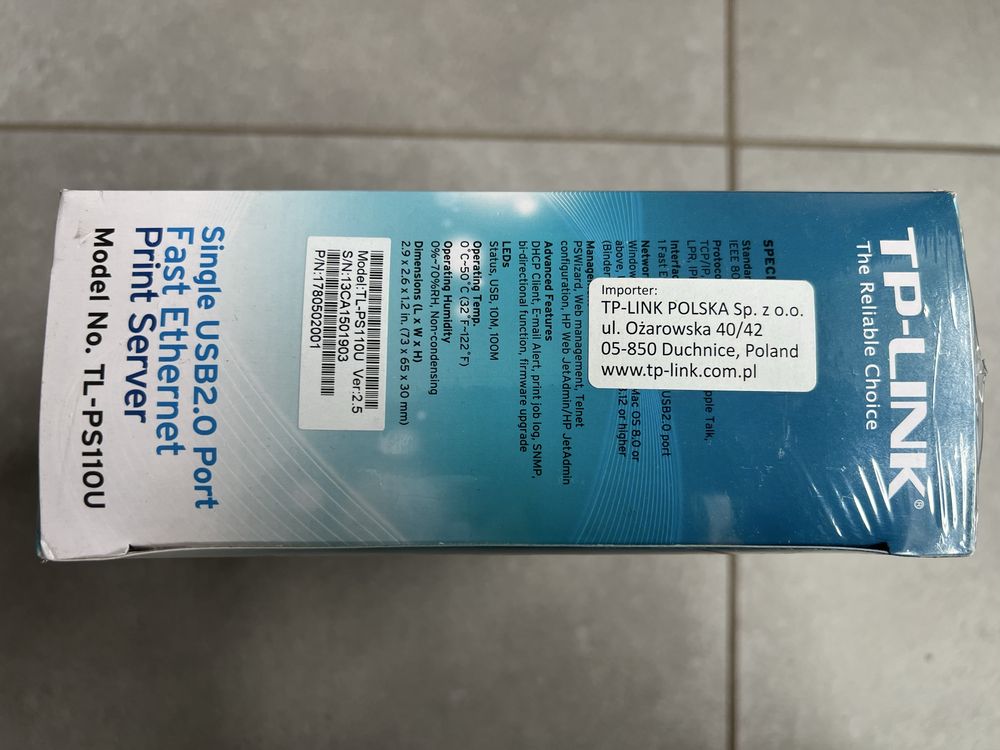 TP-LINK®
The Reliable Choice
Importer:
TP-LINK POLSKA Sp. z o.o.
ul. Ożarowska 40/42
05-850 Duchnice, Poland
www.tp-link.com.pl
TCP/IP,
USB2.0 port
Mac OS 8.0 or
above,
or higher
PSWizard, Web management, Telnet
configuration, HP Web JetAdmin/HP JetAdmin
Advanced Features
DHCP Client, E-mail Alert, print job log, SNMP,
bi-directional function, firmware upgrade
LEDs
Status, USB, 10M, 100M
Operating Temp.
0°C~50°C (32°F~122°F)
Operating Humidity
0%~70%RH, Non-condensing
Dimensions (L x W x H)
2.9 x 2.6 x 1.2 in. (73 x 65 x 30 mm)
Model:TL-PS110U Ver:2.5
S/N:13CA1501903
P/N:1780502001
Single USB2.0 Port
Fast Ethernet
Print Server
Model No. TL-PS110U